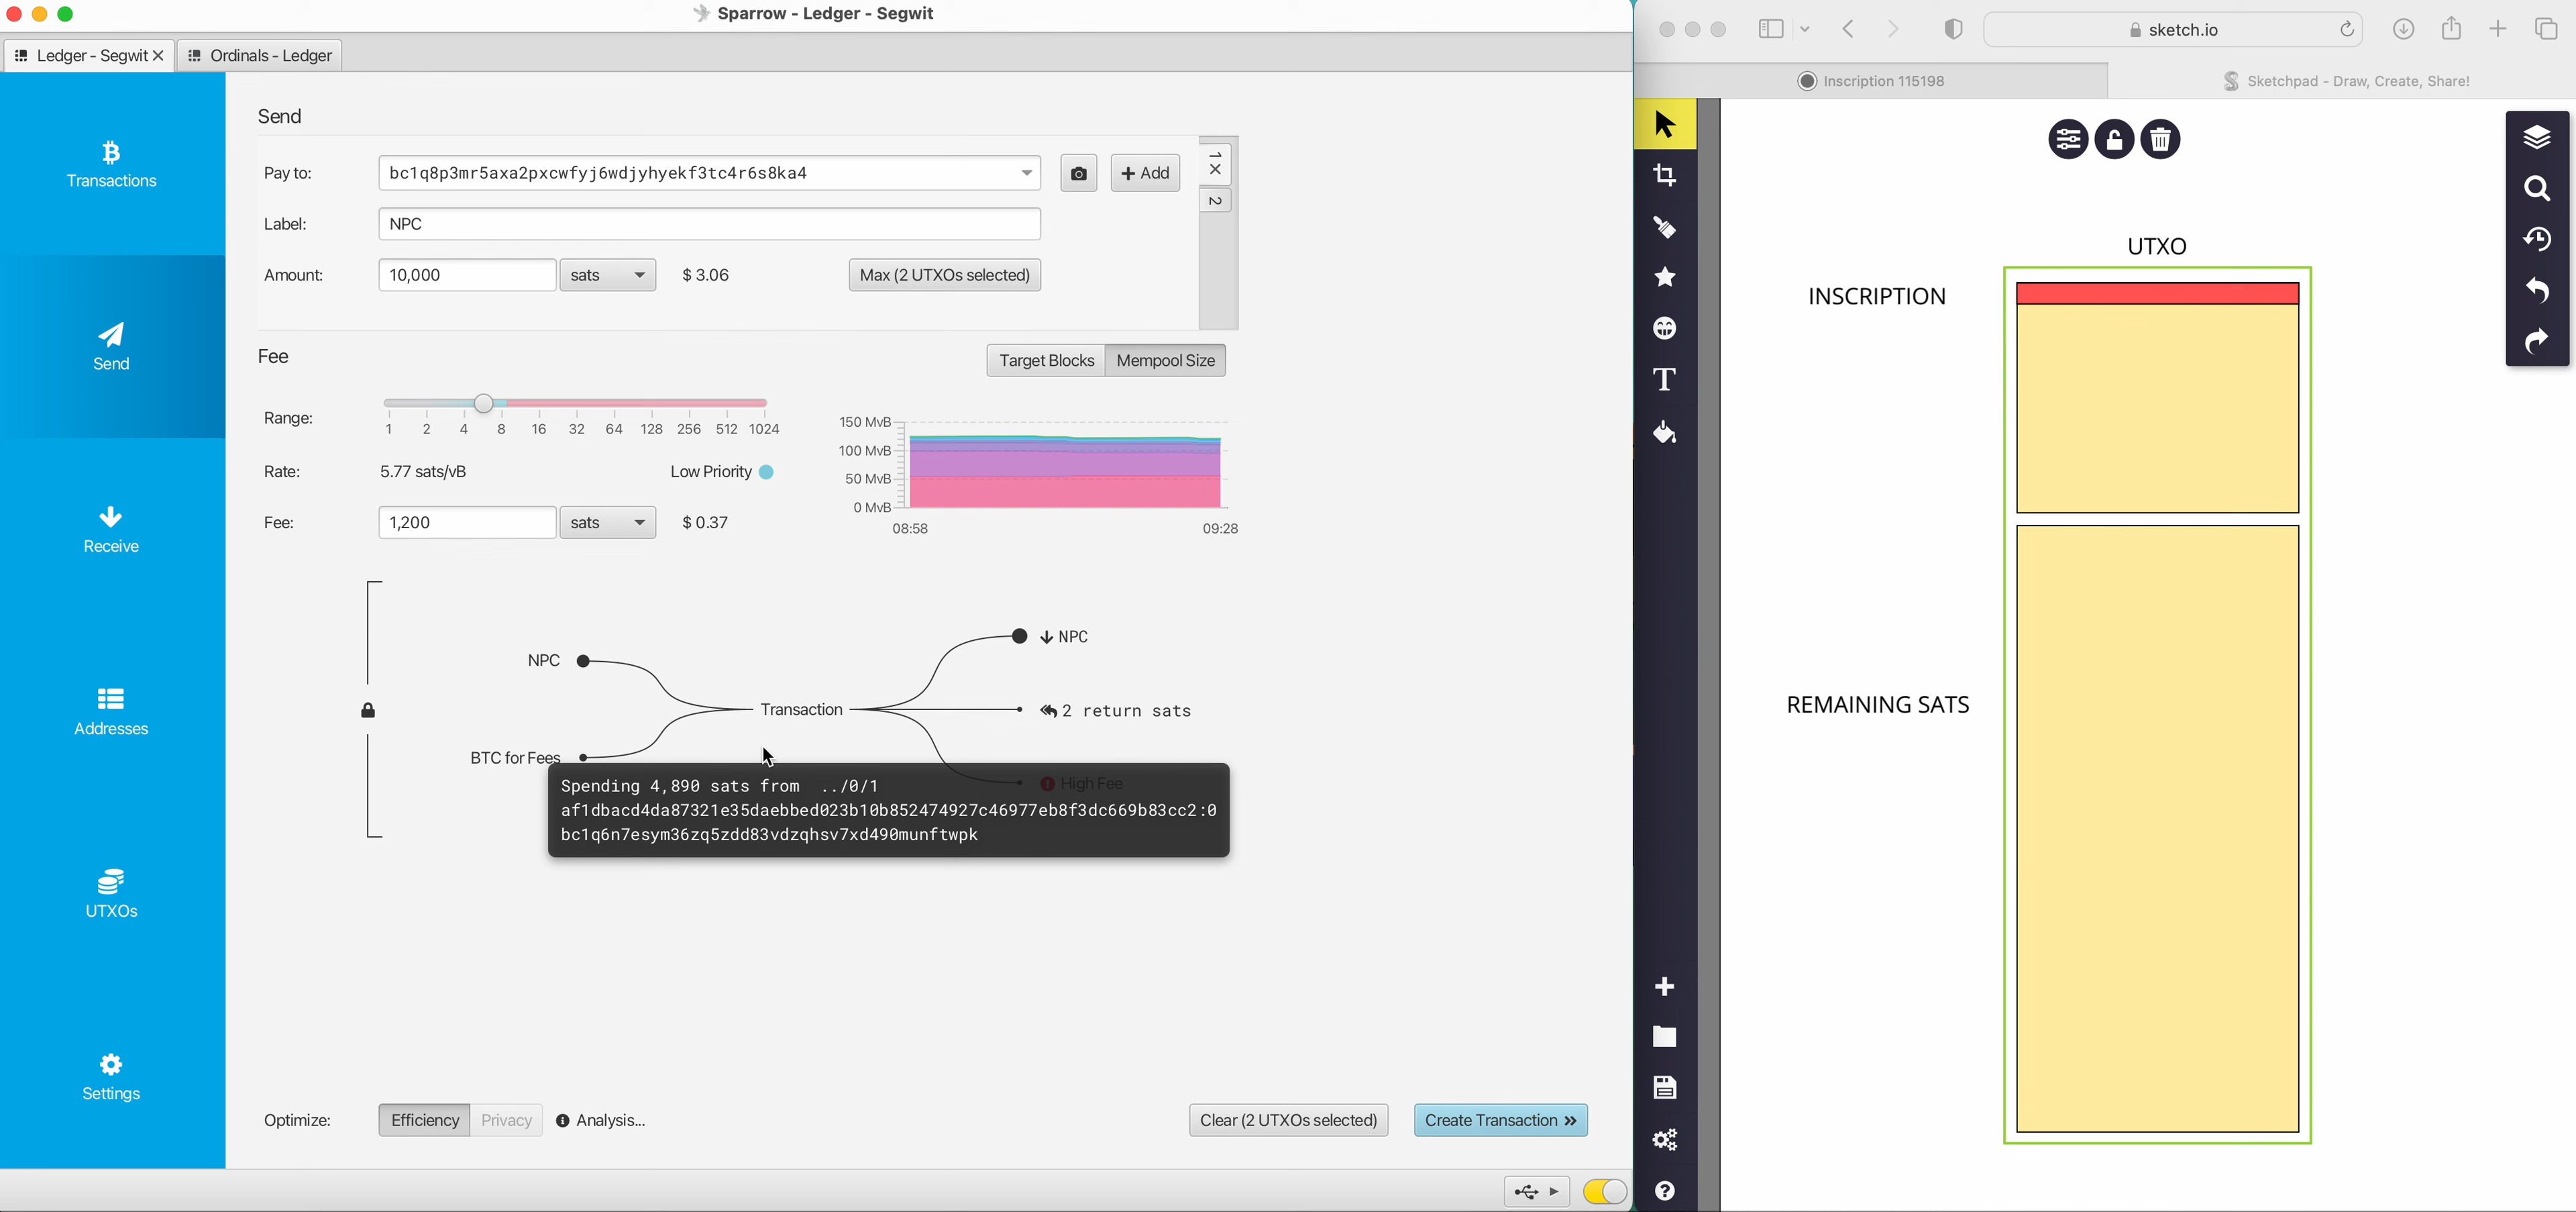 Sparrow - Ledger - Segwit
Ledger - Segwit
Ordinals - Ledger
Transactions
Send
Receive
Addresses
UTXOs
Settings
Send
Pay to:
bc1q8p3mr5axa2pxcwfyj6wdjyhyekf3tc4r6s8ka4
+ Add
1 ×
2
Label:
NPC
Amount:
10,000
sats
$ 3.06
Max (2 UTXOs selected)
Fee
Target Blocks
Mempool Size
Range:
1 2 4 8 16 32 64 128 256 512 1024
Rate:
5.77 sats/vB
Low Priority
Fee:
1,200
sats
$ 0.37
150 MvB
100 MvB
50 MvB
0 MvB
08:58
09:28
NPC
BTC for Fees
Transaction
NPC
2 return sats
High Fee
Spending 4,890 sats from ../0/1
af1dbacd4da87321e35daebbed023b10b852474927c46977eb8f3dc669b83cc2:0
bc1q6n7esym36zq5zdd83vdzqhsv7xd490munftwpk
Optimize:
Efficiency
Privacy
Analysis...
Clear (2 UTXOs selected)
Create Transaction »
sketch.io
Inscription 115198
Sketchpad - Draw, Create, Share!
UTXO
INSCRIPTION
REMAINING SATS